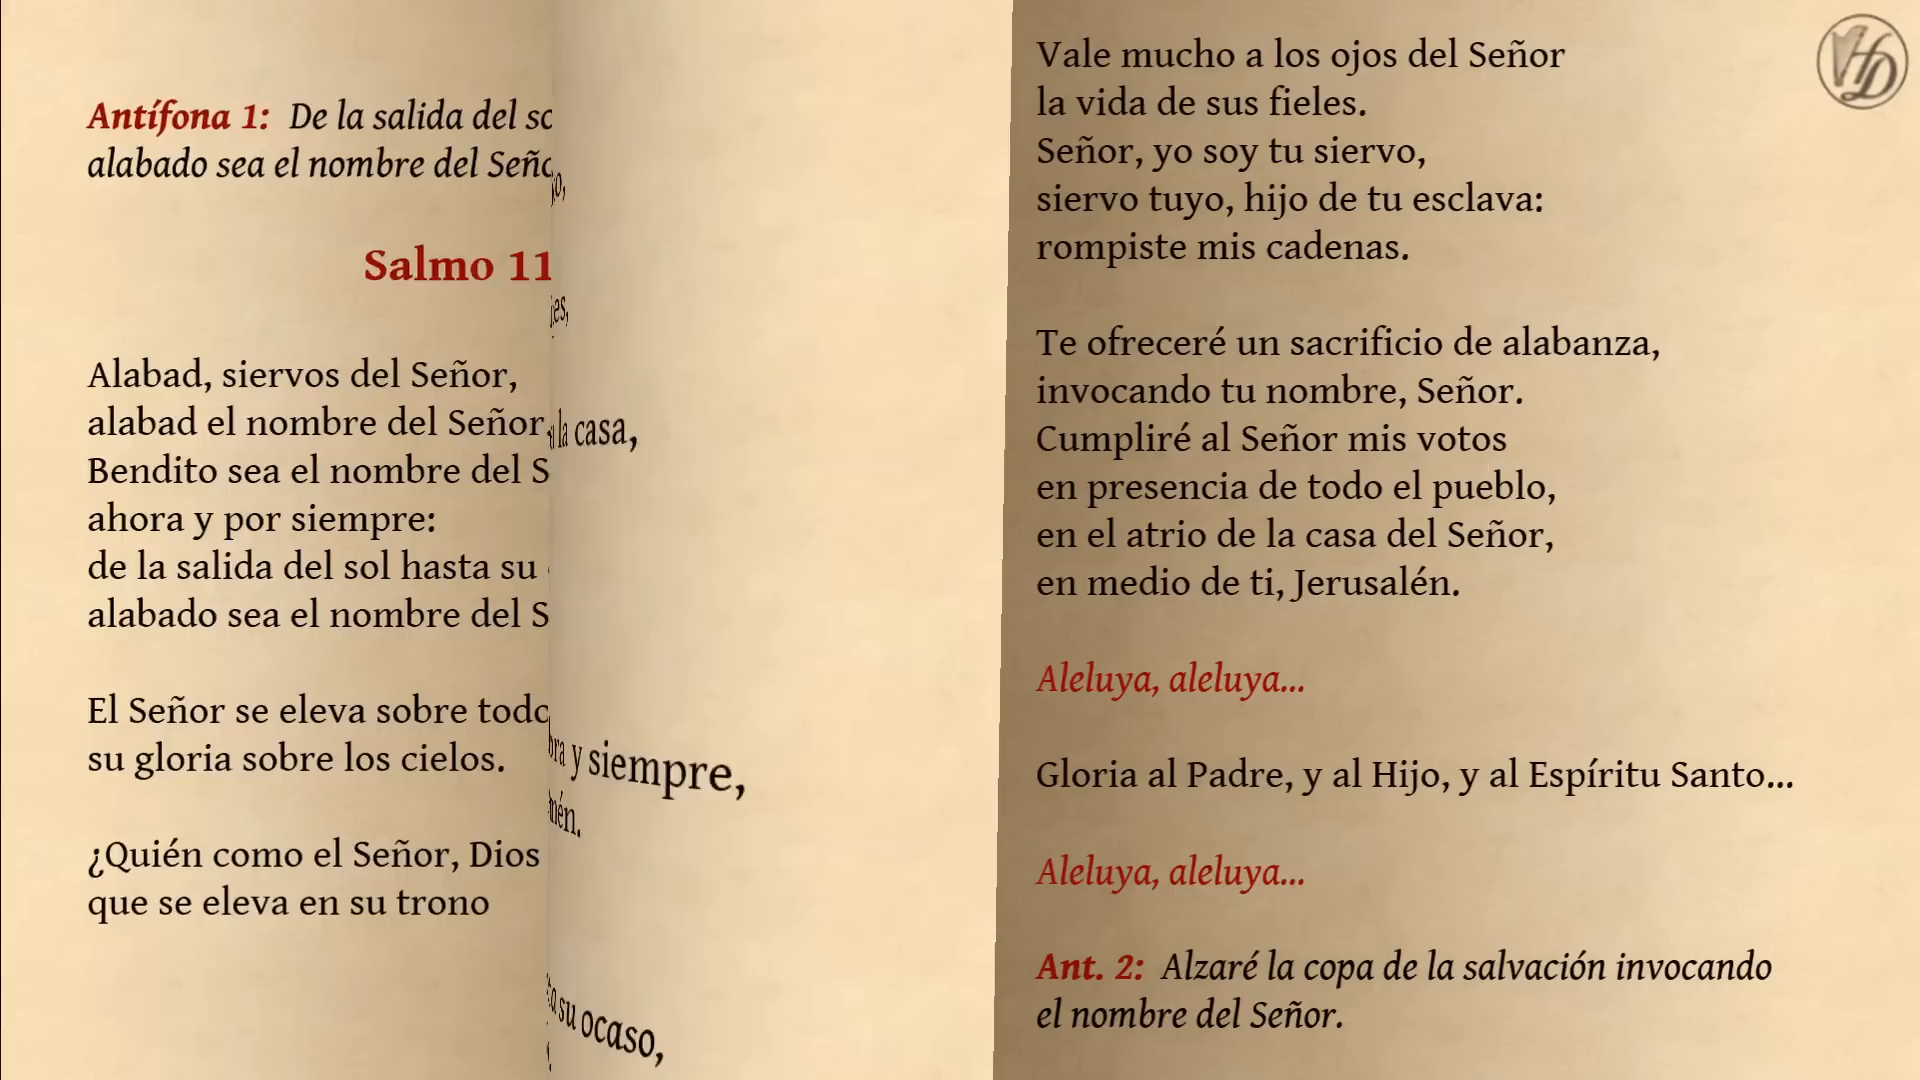 Antífona 1: De la salida del
alabado sea el nombre del
Salmo
Alabad, siervos del Señor,
alabad el nombre del Señor,
Bendito sea el nombre del
ahora y por siempre:
de la salida del sol hasta su
alabado sea el nombre del
El Señor se eleva sobre
su gloria sobre los cielos.
¿Quién como el Señor, Dios
que se eleva en su trono
la casa,
y siempre,
su ocaso,
Vale mucho a los ojos del Señor
la vida de sus fieles.
Señor, yo soy tu siervo,
siervo tuyo, hijo de tu esclava:
rompiste mis cadenas.
Te ofreceré un sacrificio de alabanza,
invocando tu nombre, Señor.
Cumpliré al Señor mis votos
en presencia de todo el pueblo,
en el atrio de la casa del Señor,
en medio de ti, Jerusalén.
Aleluya, aleluya...
Gloria al Padre, y al Hijo, y al Espíritu Santo...
Aleluya, aleluya...
Ant. 2: Alzaré la copa de la salvación invocando
el nombre del Señor.
HD